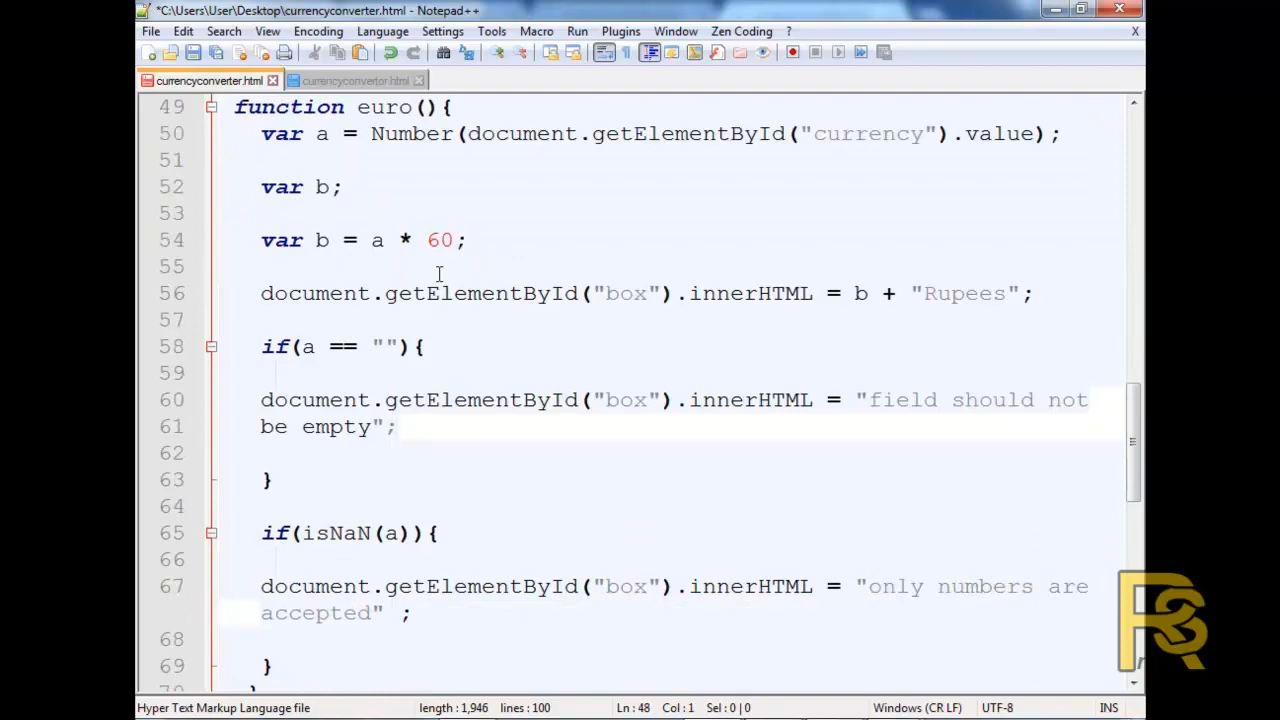 *C:\Users\User\Desktop\currencyconverter.html - Notepad++
File Edit Search View Encoding Language Settings Tools Macro Run Plugins Window Zen Coding ? X
currencyconverter.html currencyconvertor.html
49 function euro(){
50 var a = Number(document.getElementById("currency").value);
51
52 var b;
53
54 var b = a * 60;
55
56 document.getElementById("box").innerHTML = b + "Rupees";
57
58 if(a == ""){
59
60 document.getElementById("box").innerHTML = "field should not
61 be empty";
62
63 }
64
65 if(isNaN(a)){
66
67 document.getElementById("box").innerHTML = "only numbers are
accepted" ;
68
69 }
Hyper Text Markup Language file length : 1,946 lines : 100 Ln : 48 Col : 1 Sel : 0 | 0 Windows (CR LF) UTF-8 INS